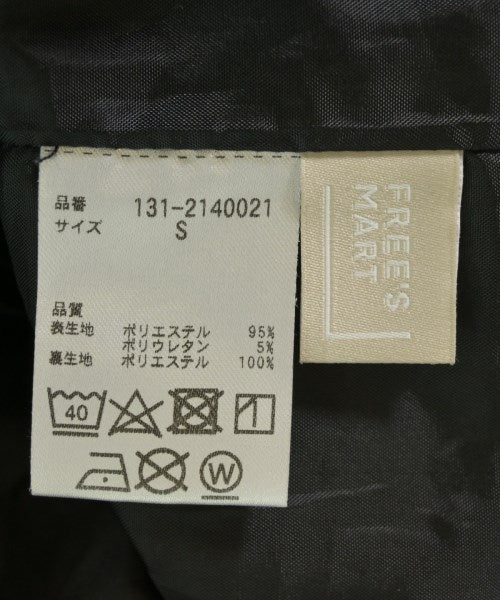 品番 131-2140021
サイズ S
品質
表生地 ポリエステル 95%
ポリウレタン 5%
裏生地 ポリエステル 100%
40
W
FREE'S
MART